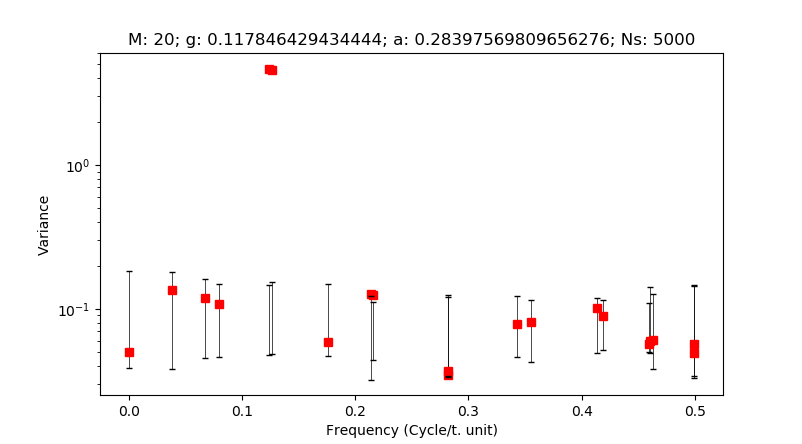 M: 20; g: 0.117846429434444; a: 0.28397569809656276; Ns: 5000
10⁰
10⁻¹
Variance
0.0 0.1 0.2 0.3 0.4 0.5
Frequency (Cycle/t. unit)